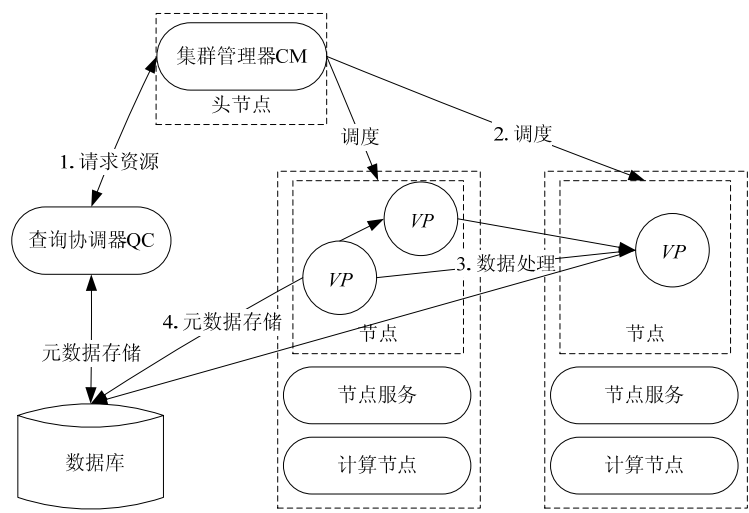 集群管理器CM
头节点
调度
2. 调度
1. 请求资源
查询协调器QC
VP
VP
VP
3. 数据处理
4. 元数据存储
节点
节点
元数据存储
节点服务
节点服务
数据库
计算节点
计算节点